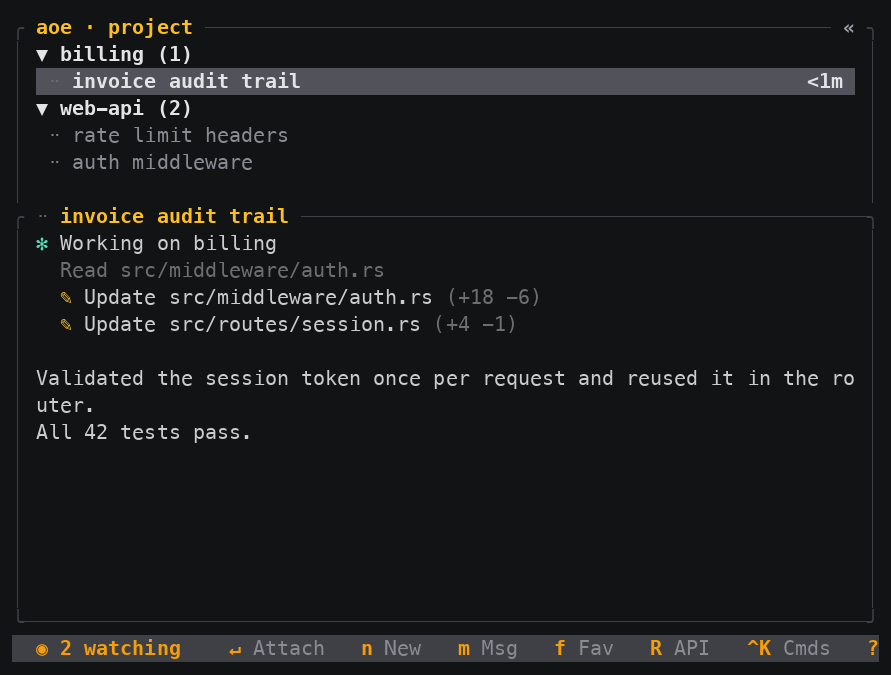 aoe · project «
▼ billing (1)
¨ invoice audit trail <1m
▼ web-api (2)
¨ rate limit headers
¨ auth middleware
¨ invoice audit trail
✻ Working on billing
Read src/middleware/auth.rs
✎ Update src/middleware/auth.rs (+18 -6)
✎ Update src/routes/session.rs (+4 -1)
Validated the session token once per request and reused it in the ro
uter.
All 42 tests pass.
◉ 2 watching ↵ Attach n New m Msg f Fav R API ^K Cmds ?